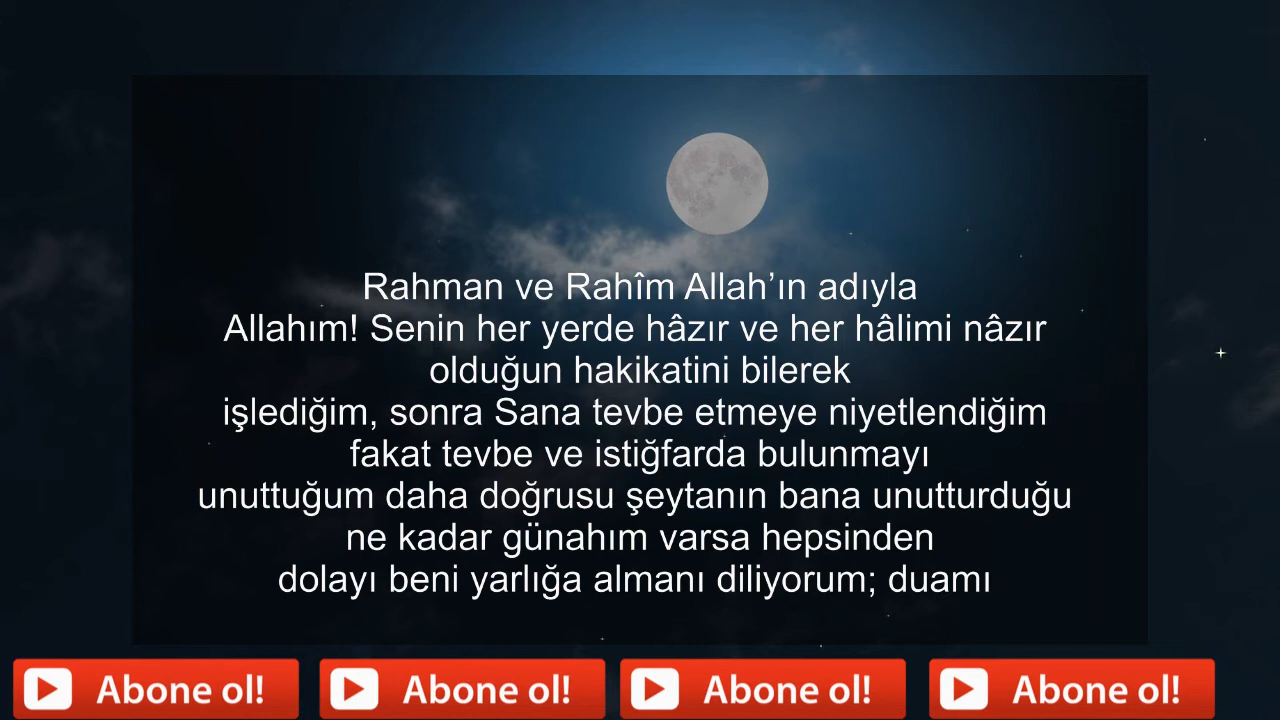 Rahman ve Rahîm Allah’ın adıyla
Allahım! Senin her yerde hâzır ve her hâlimi nâzır
olduğun hakikatini bilerek
işlediğim, sonra Sana tevbe etmeye niyetlendiğim
fakat tevbe ve istiğfarda bulunmayı
unuttuğum daha doğrusu şeytanın bana unutturduğu
ne kadar günahım varsa hepsinden
dolayı beni yarlığa almanı diliyorum; duamı
Abone ol! Abone ol! Abone ol! Abone ol!